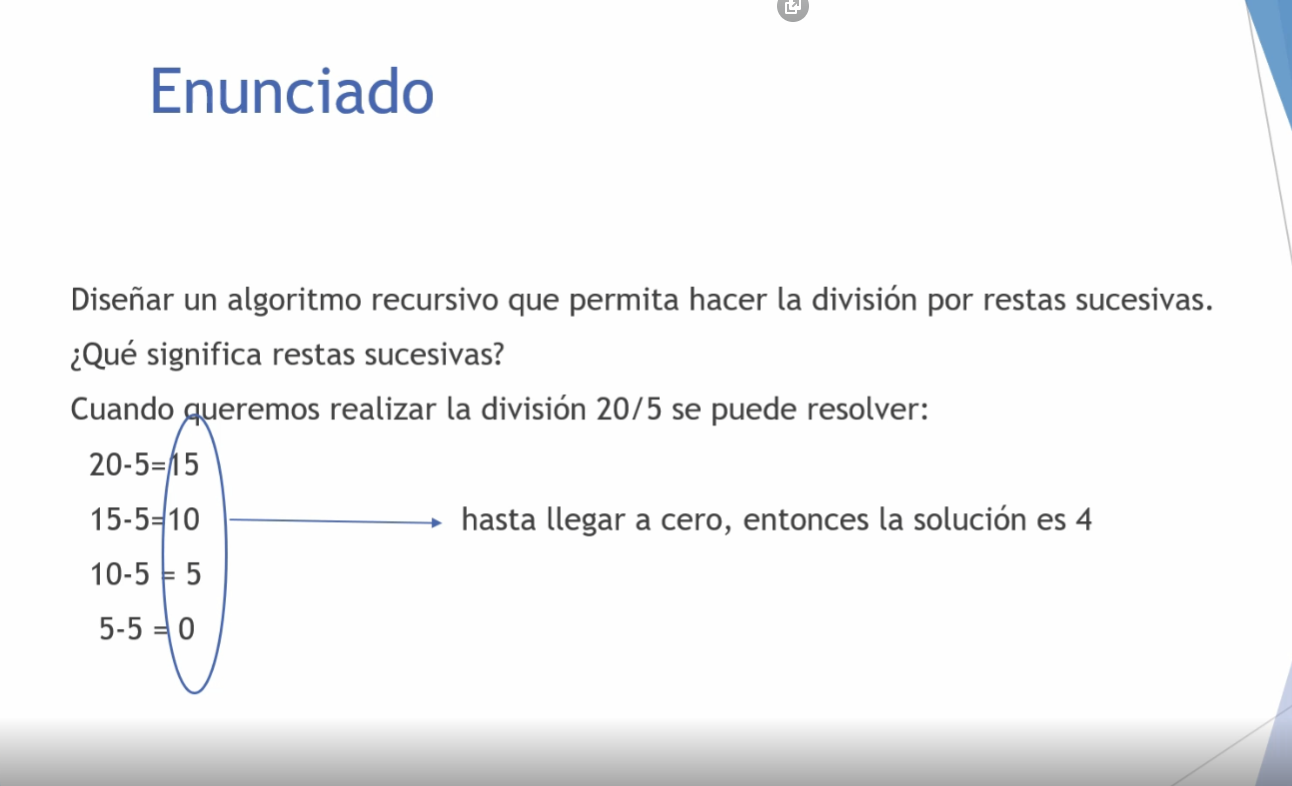 Enunciado
Diseñar un algoritmo recursivo que permita hacer la división por restas sucesivas.
¿Qué significa restas sucesivas?
Cuando queremos realizar la división 20/5 se puede resolver:
20-5=15
15-5=10 hasta llegar a cero, entonces la solución es 4
10-5 = 5
5-5 = 0